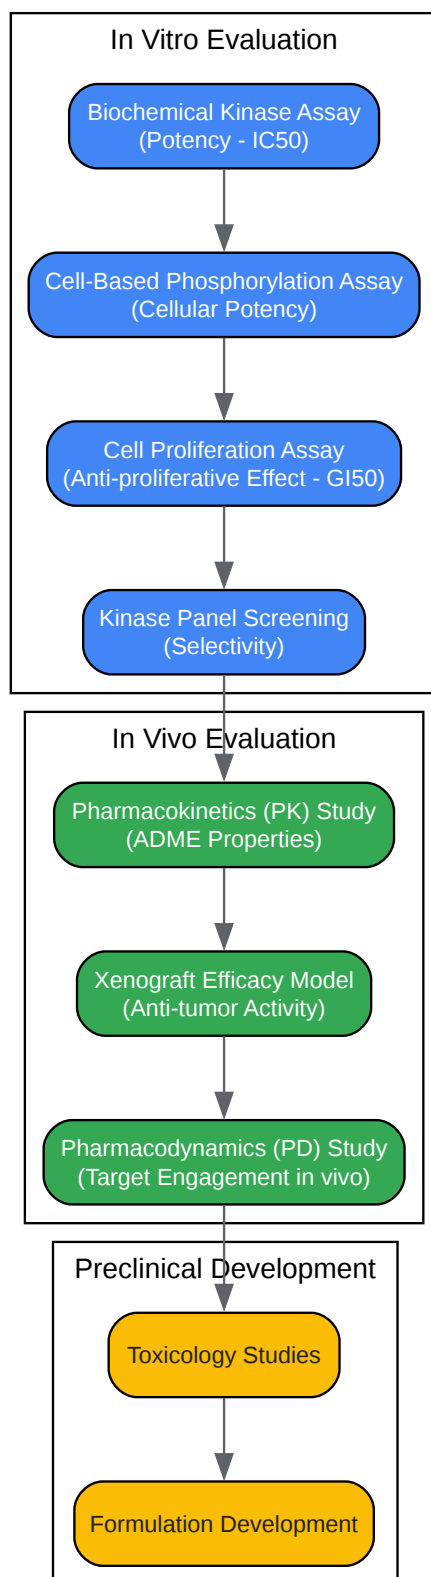 In Vitro Evaluation
Biochemical Kinase Assay
(Potency - IC50)
Cell-Based Phosphorylation Assay
(Cellular Potency)
Cell Proliferation Assay
(Anti-proliferative Effect - GI50)
Kinase Panel Screening
(Selectivity)
In Vivo Evaluation
Pharmacokinetics (PK) Study
(ADME Properties)
Xenograft Efficacy Model
(Anti-tumor Activity)
Pharmacodynamics (PD) Study
(Target Engagement in vivo)
Preclinical Development
Toxicology Studies
Formulation Development